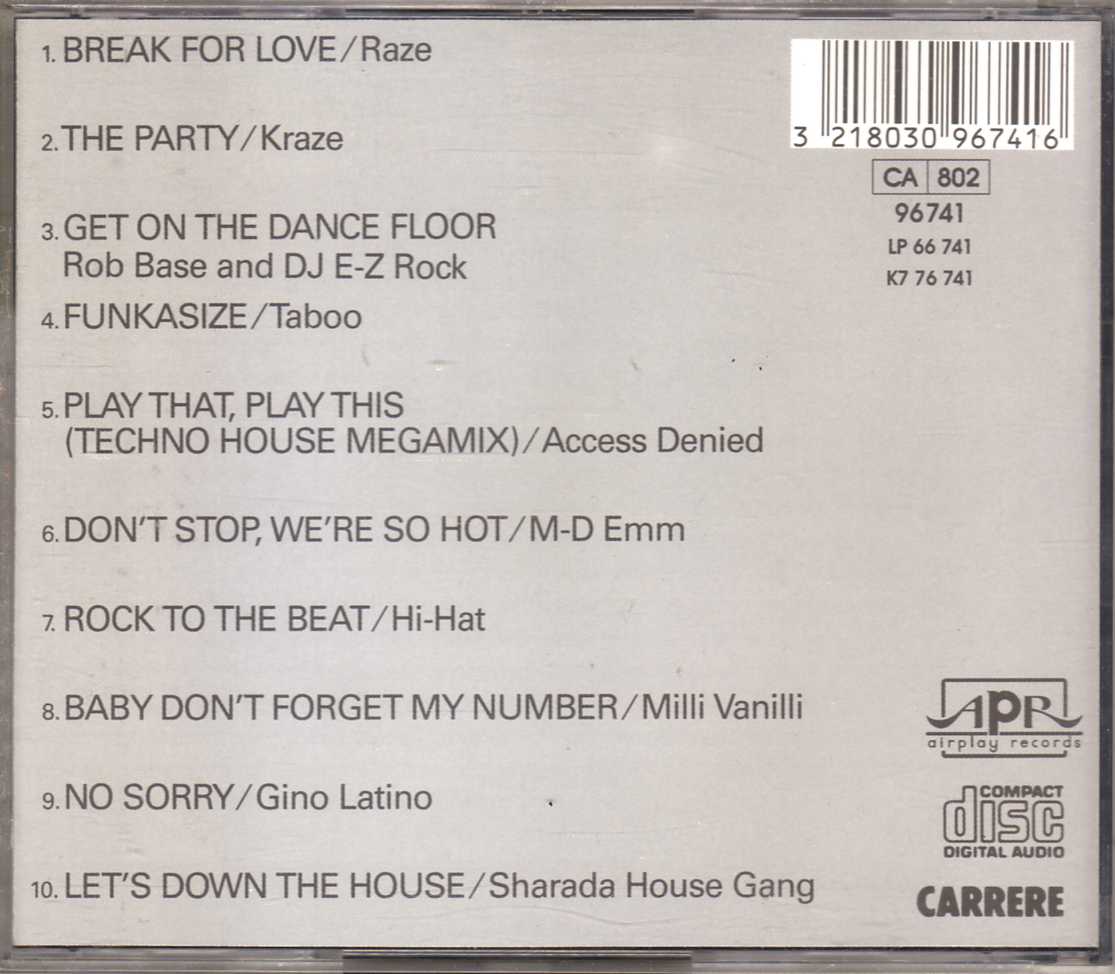 1. BREAK FOR LOVE/Raze
2. THE PARTY/Kraze
3. GET ON THE DANCE FLOOR
Rob Base and DJ E-Z Rock
4. FUNKASIZE/Taboo
5. PLAY THAT, PLAY THIS
(TECHNO HOUSE MEGAMIX)/Access Denied
6. DON'T STOP, WE'RE SO HOT/M-D Emm
7. ROCK TO THE BEAT/Hi-Hat
8. BABY DON'T FORGET MY NUMBER/Milli Vanilli
9. NO SORRY/Gino Latino
10. LET'S DOWN THE HOUSE/Sharada House Gang
3 218030 967416
CA 802
96741
LP 66 741
K7 76 741
APR
airplay records
COMPACT
disc
DIGITAL AUDIO
CARRERE